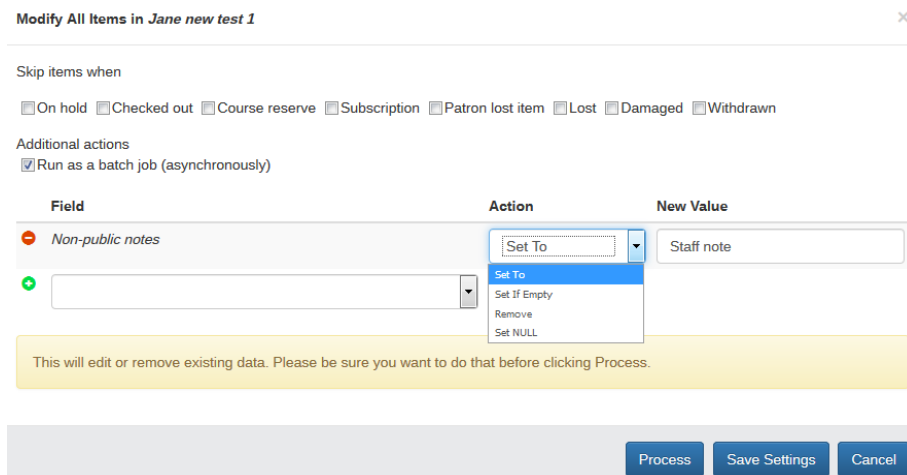 Modify All Items in Jane new test 1
×
Skip items when
On hold Checked out Course reserve Subscription Patron lost item Lost Damaged Withdrawn
Additional actions
Run as a batch job (asynchronously)
Field Action New Value
Non-public notes Set To Staff note
Set To
Set If Empty
Remove
Set NULL
This will edit or remove existing data. Please be sure you want to do that before clicking Process.
Process Save Settings Cancel